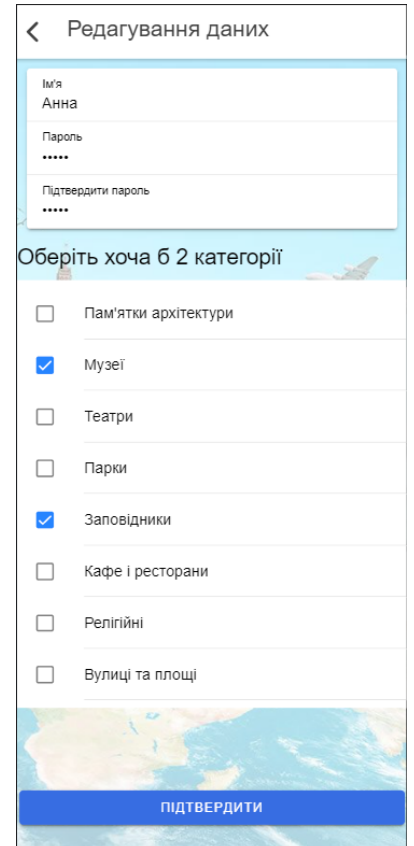 Редагування даних
Ім'я
Анна
Пароль
•••••
Підтвердити пароль
•••••
Оберіть хоча б 2 категорії
Пам'ятки архітектури
Музеї
Театри
Парки
Заповідники
Кафе і ресторани
Релігійні
Вулиці та площі
ПІДТВЕРДИТИ